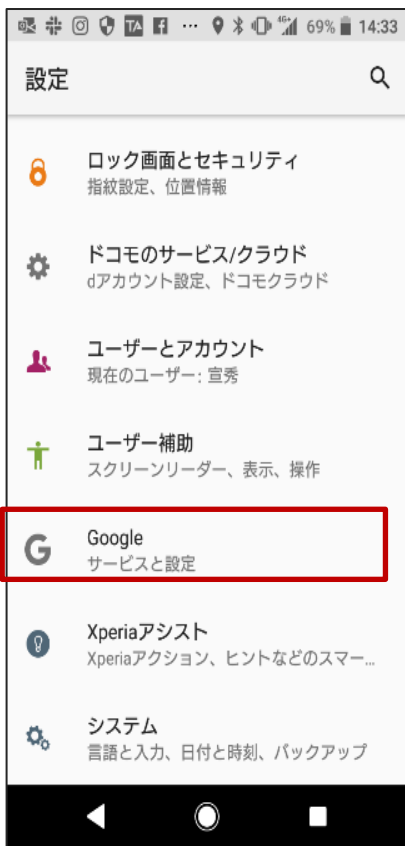 69% 14:33
設定
ロック画面とセキュリティ
指紋設定、位置情報
ドコモのサービス/クラウド
dアカウント設定、ドコモクラウド
ユーザーとアカウント
現在のユーザー: 宣秀
ユーザー補助
スクリーンリーダー、表示、操作
G
Google
サービスと設定
Xperiaアシスト
Xperiaアクション、ヒントなどのスマー...
システム
言語と入力、日付と時刻、バックアップ